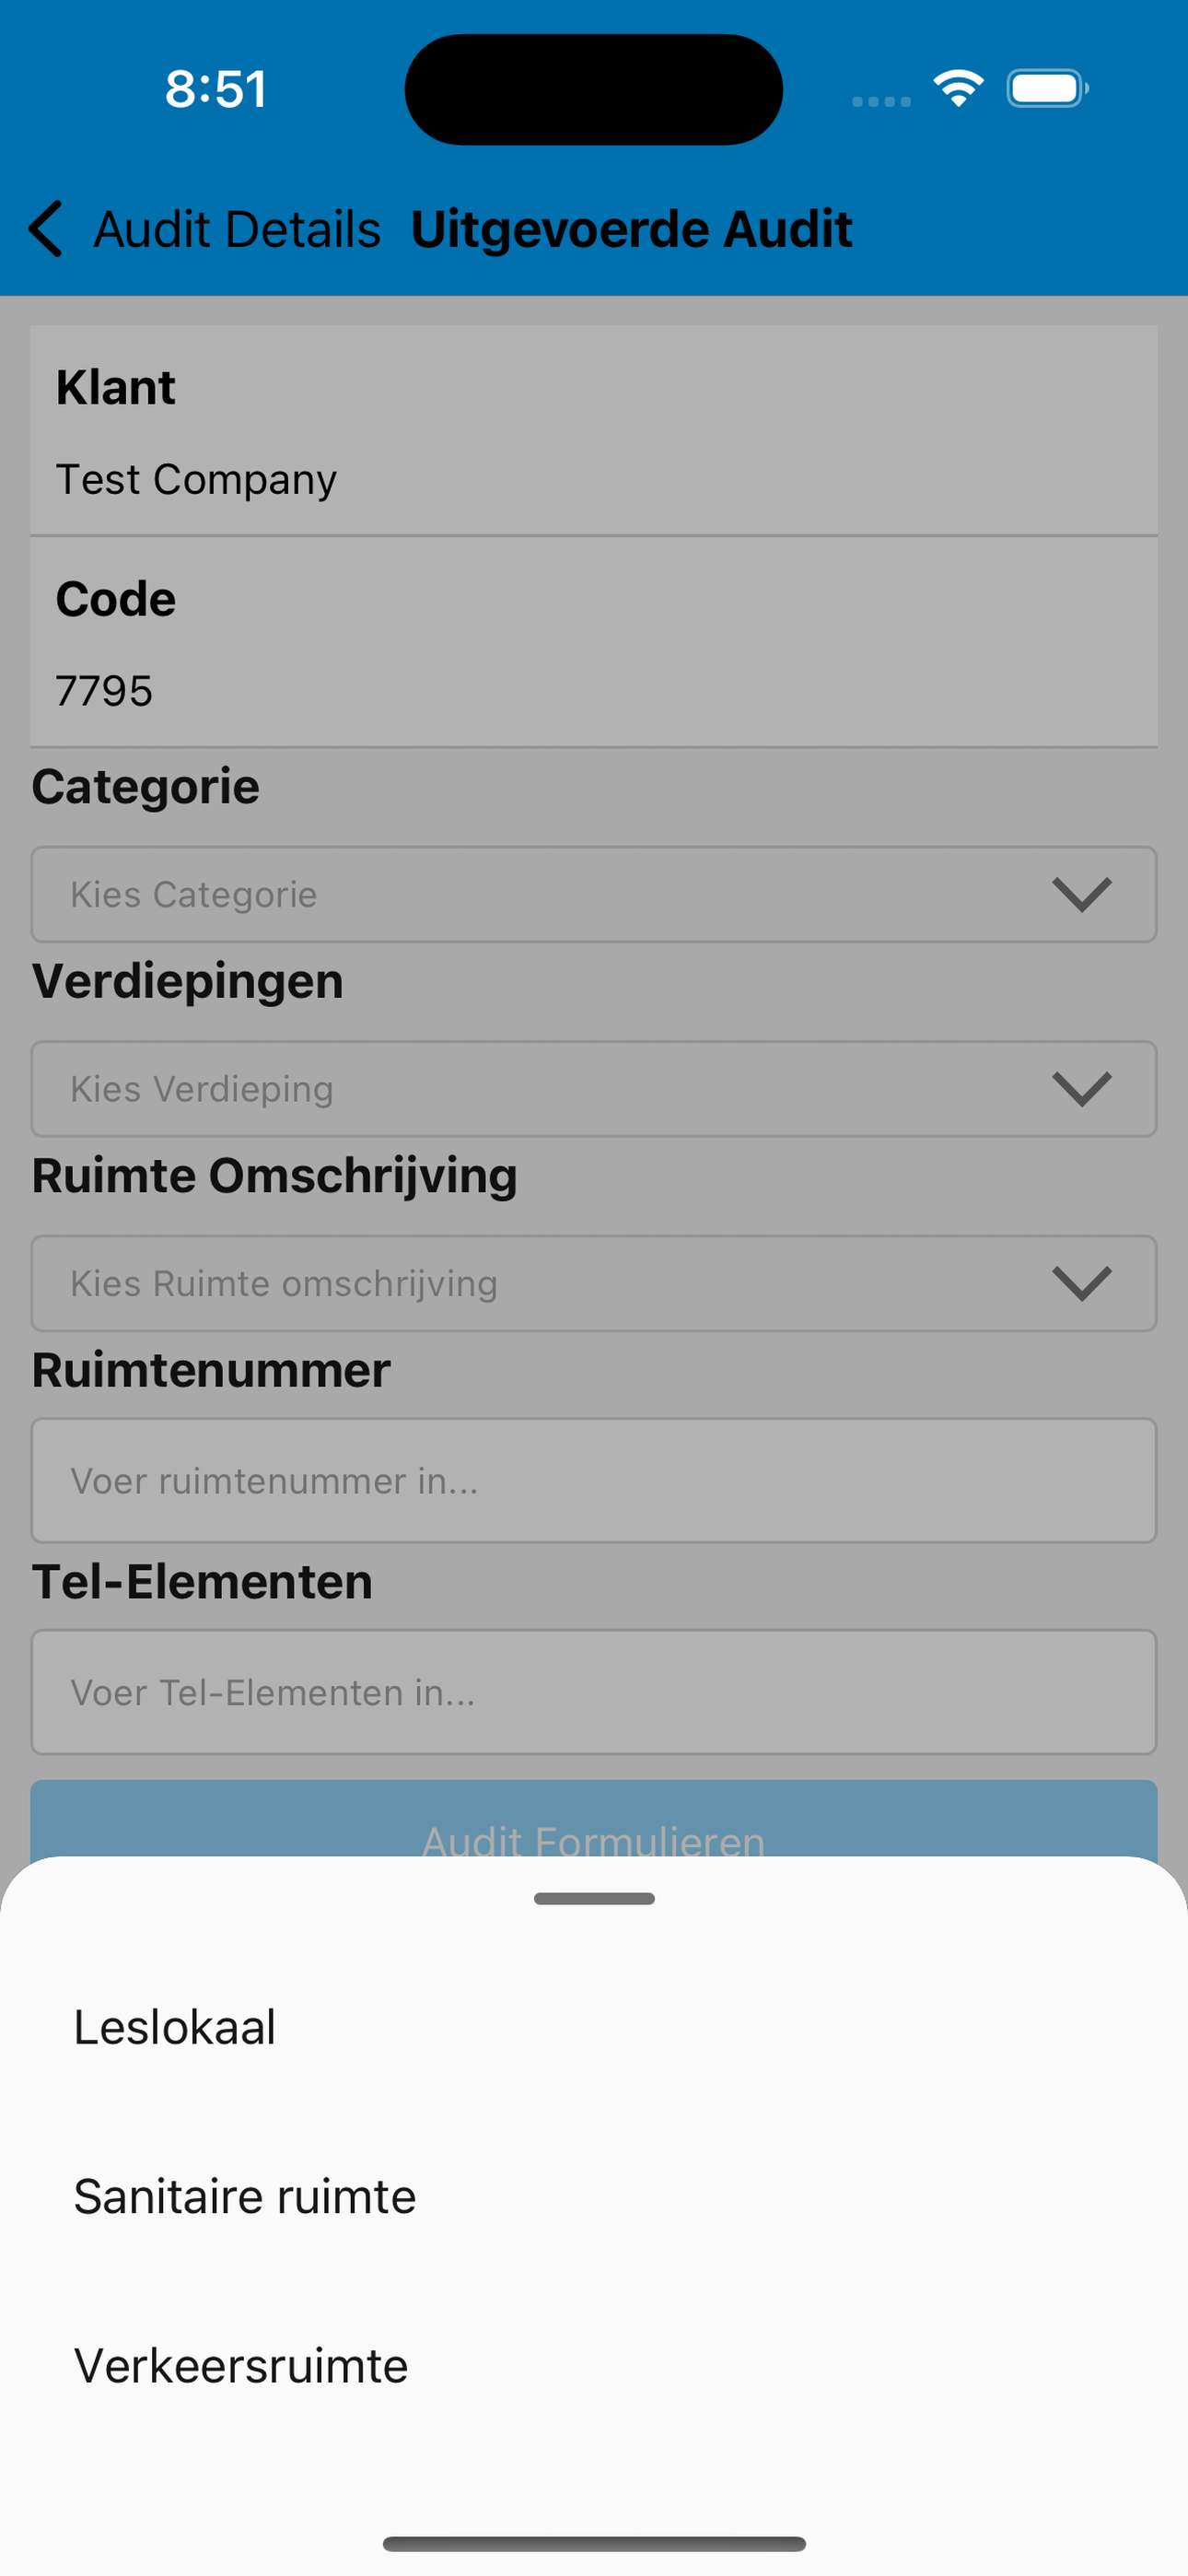 8:51
Audit Details Uitgevoerde Audit
Klant
Test Company
Code
7795
Categorie
Kies Categorie
Verdiepingen
Kies Verdieping
Ruimte Omschrijving
Kies Ruimte omschrijving
Ruimtenummer
Voer ruimtenummer in...
Tel-Elementen
Voer Tel-Elementen in...
Audit Formulieren
Leslokaal
Sanitaire ruimte
Verkeersruimte